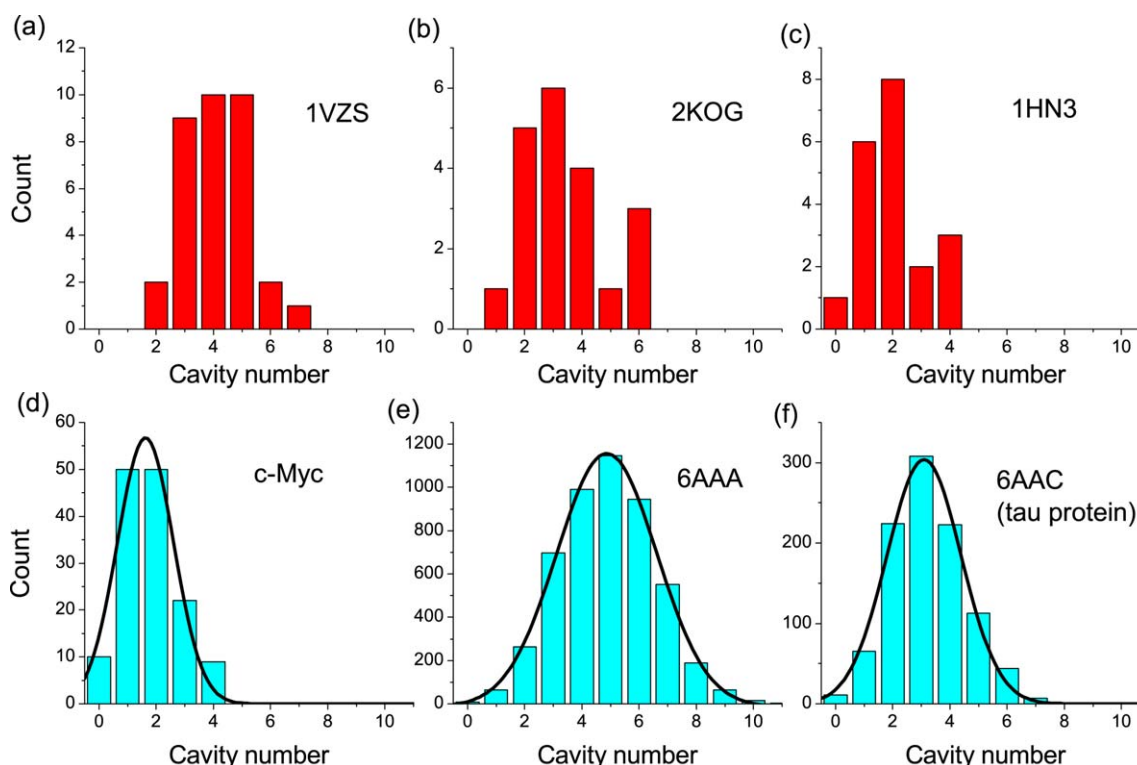 (a)
1VZS
Count
12
10
8
6
4
2
0
0 2 4 6 8 10
Cavity number
(b)
2KOG
6
4
2
0
0 2 4 6 8 10
Cavity number
(c)
1HN3
8
6
4
2
0
0 2 4 6 8 10
Cavity number
(d)
c-Myc
Count
60
50
40
30
20
10
0
0 2 4 6 8 10
Cavity number
(e)
6AAA
1200
1000
800
600
400
200
0
0 2 4 6 8 10
Cavity number
(f)
6AAC
(tau protein)
300
200
100
0
0 2 4 6 8 10
Cavity number